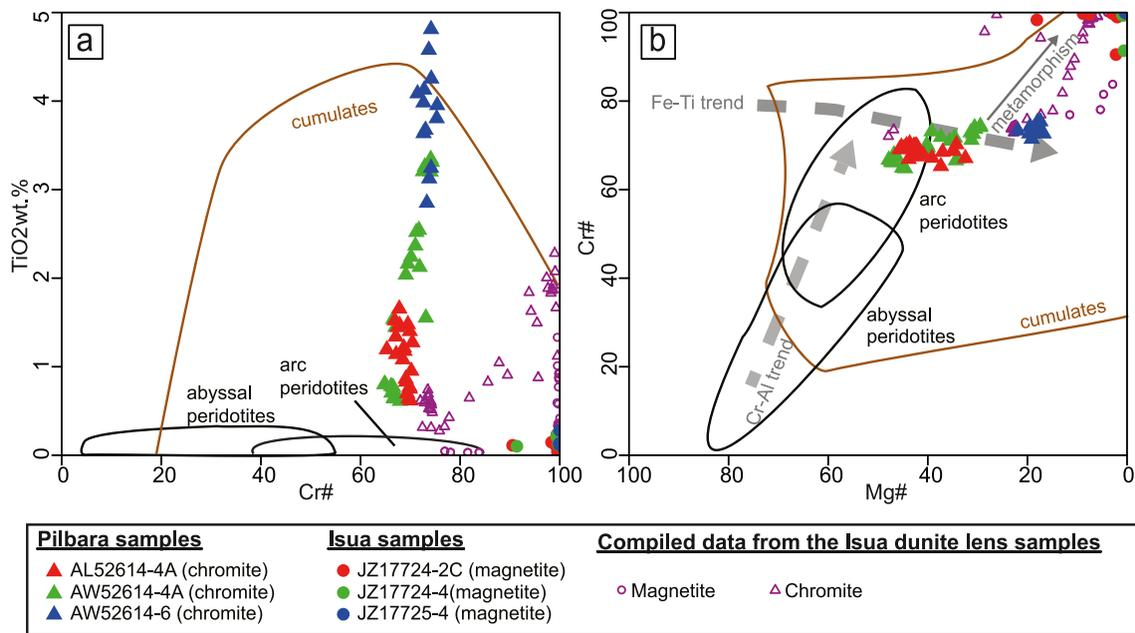 a
TiO2wt.%
5
4
3
2
1
0
cumulates
abyssal
peridotites
arc
peridotites
0
20
40
60
80
100
Cr#
b
Cr#
100
80
60
40
20
0
Fe-Ti trend
metamorphism
arc
peridotites
abyssal
peridotites
cumulates
Cr-Al trend
100
80
60
40
20
0
Mg#
Pilbara samples
AL52614-4A (chromite)
AW52614-4A (chromite)
AW52614-6 (chromite)
Isua samples
JZ17724-2C (magnetite)
JZ17724-4(magnetite)
JZ17725-4 (magnetite)
Compiled data from the Isua dunite lens samples
Magnetite
Chromite